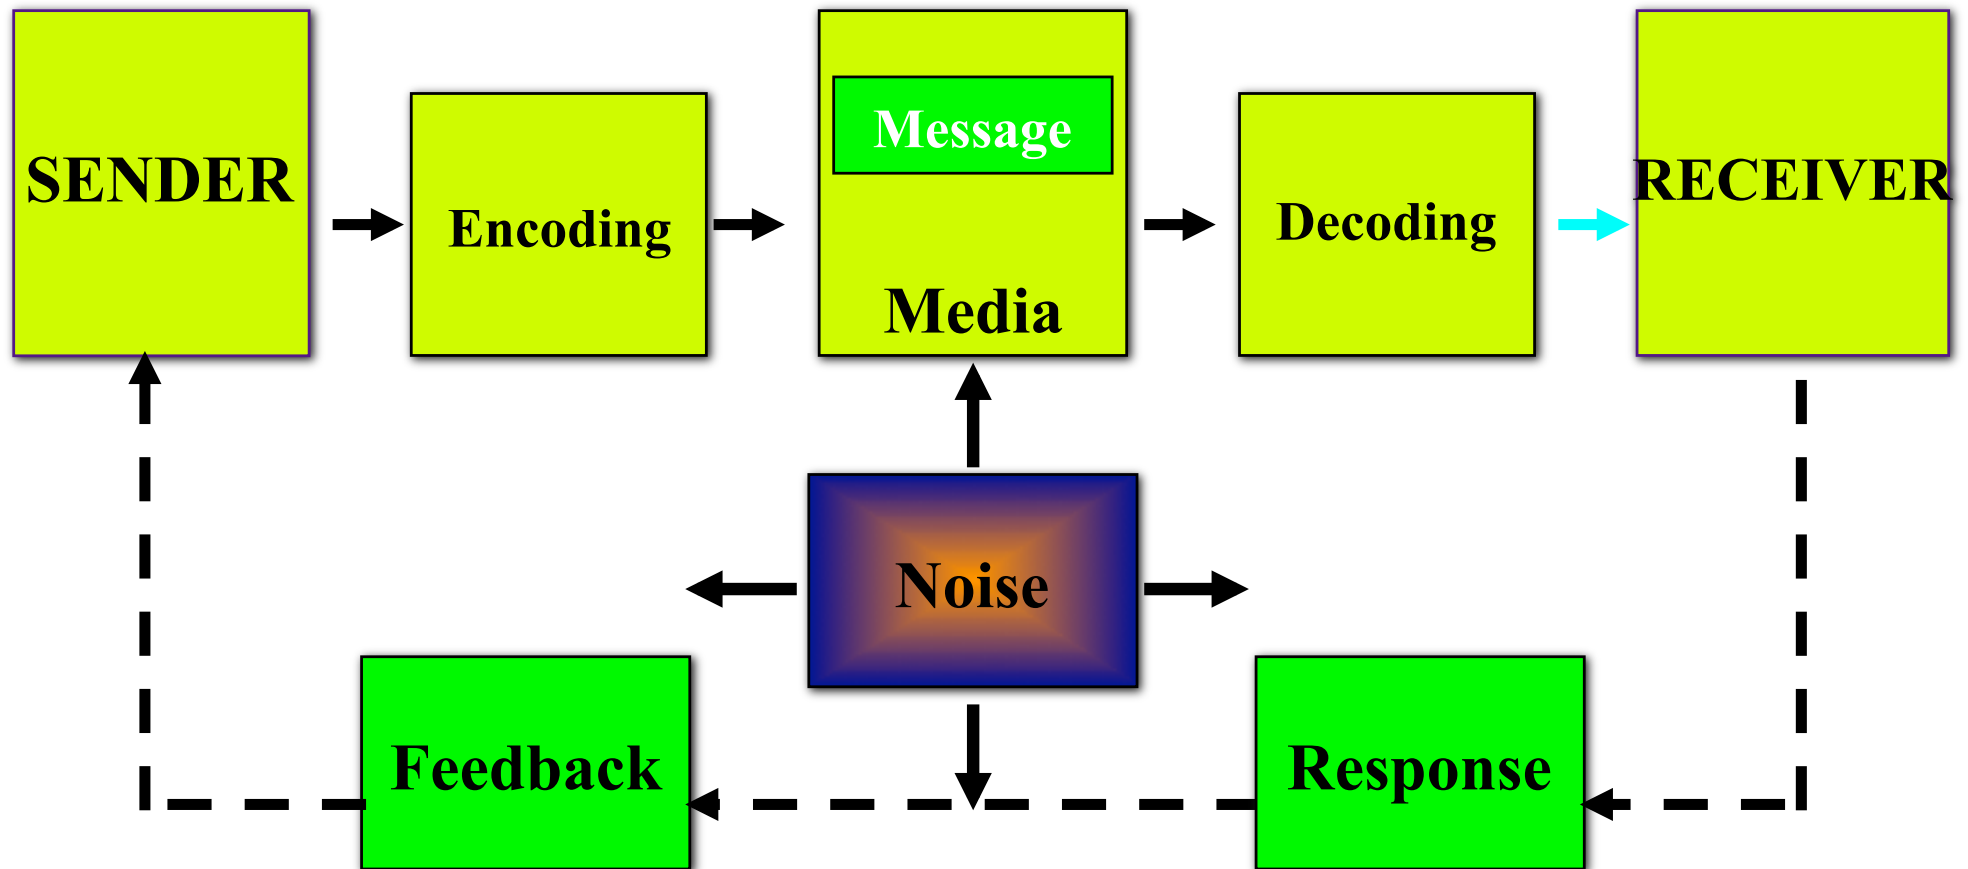 SENDER
Encoding
Message
Media
Decoding
RECEIVER
Noise
Feedback
Response